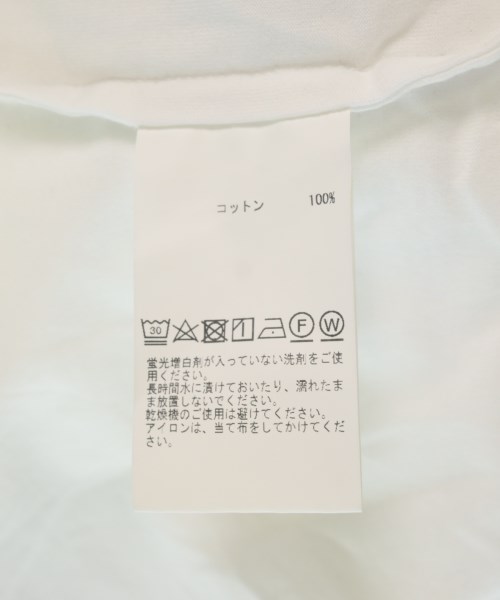 コットン 100%
30 F W
蛍光増白剤が入っていない洗剤をご使
用ください。
長時間水に漬けておいたり、濡れたま
ま放置しないでください。
乾燥機のご使用は避けてください。
アイロンは、当て布をしてかけてくだ
さい。